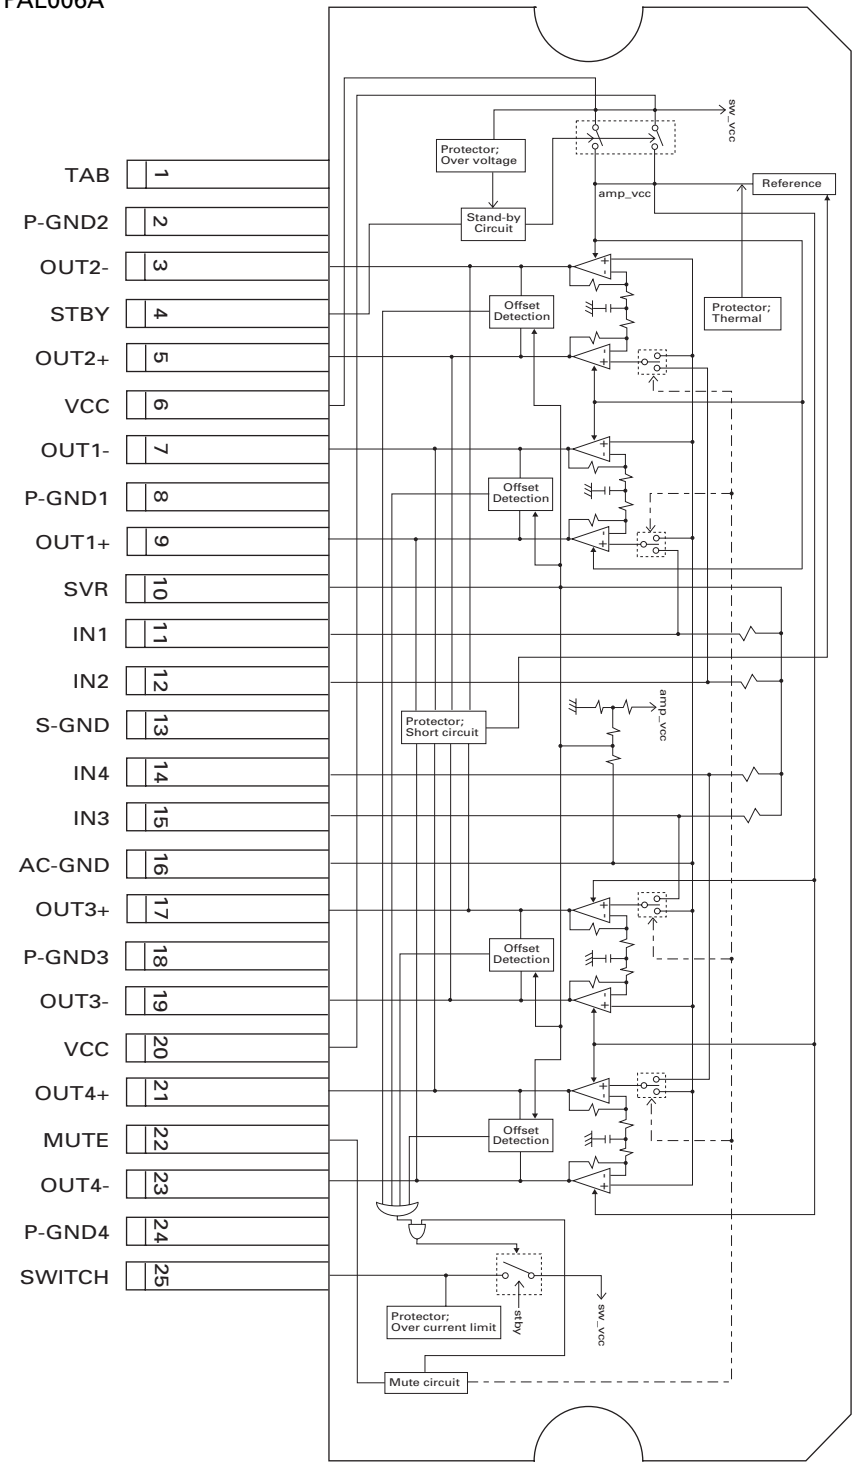 PAL006A
sw_vcc
Protector;
Over voltage
Reference
amp_vcc
Stand-by
Circuit
TAB 1
P-GND2 2
OUT2- 3
STBY 4
OUT2+ 5
VCC 6
OUT1- 7
P-GND1 8
OUT1+ 9
SVR 10
IN1 11
IN2 12
S-GND 13
IN4 14
IN3 15
AC-GND 16
OUT3+ 17
P-GND3 18
OUT3- 19
VCC 20
OUT4+ 21
MUTE 22
OUT4- 23
P-GND4 24
SWITCH 25
+
-
Offset
Detection
Protector;
Thermal
-
+
+
-
Offset
Detection
-
+
amp_vcc
Protector;
Short circuit
+
-
Offset
Detection
-
+
+
-
Offset
Detection
-
+
Protector;
Over current limit
stby
sw_vcc
Mute circuit